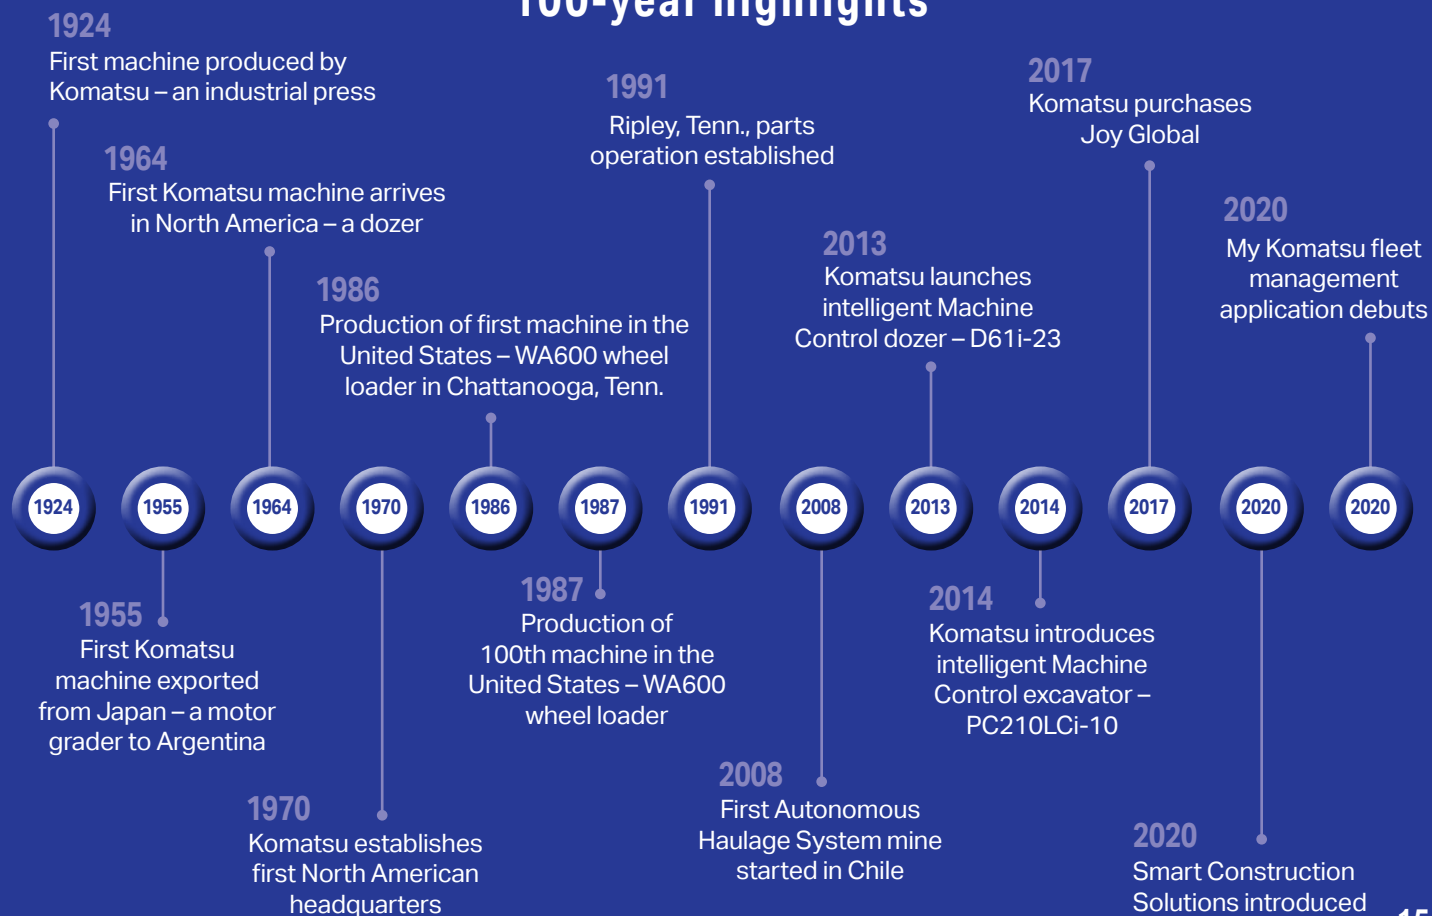 100-year highlights
1924
First machine produced by
Komatsu – an industrial press
1964
First Komatsu machine arrives
in North America – a dozer
1986
Production of first machine in the
United States – WA600 wheel
loader in Chattanooga, Tenn.
1991
Ripley, Tenn., parts
operation established
2013
Komatsu launches
intelligent Machine
Control dozer – D61i-23
2017
Komatsu purchases
Joy Global
2020
My Komatsu fleet
management
application debuts
1924 1955 1964 1970 1986 1987 1991 2008 2013 2014 2017 2020 2020
1955
First Komatsu
machine exported
from Japan – a motor
grader to Argentina
1970
Komatsu establishes
first North American
headquarters
1987
Production of
100th machine in the
United States – WA600
wheel loader
2008
First Autonomous
Haulage System mine
started in Chile
2014
Komatsu introduces
intelligent Machine
Control excavator –
PC210LCi-10
2020
Smart Construction
Solutions introduced